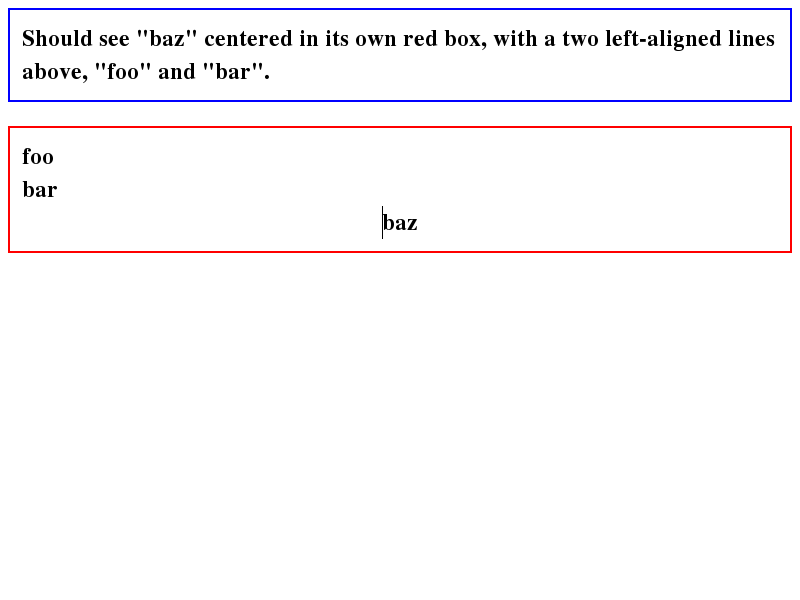 Should see "baz" centered in its own red box, with a two left-aligned lines
above, "foo" and "bar".
foo
bar
baz